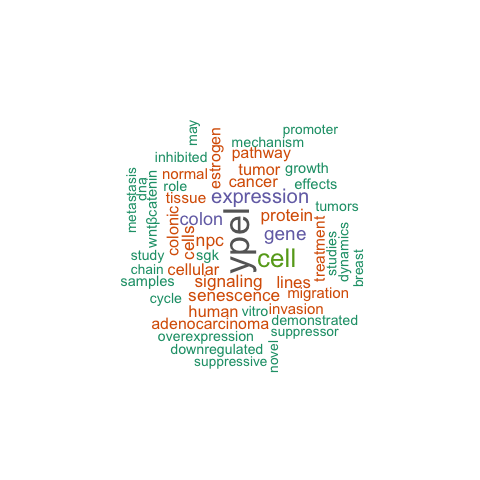 may
promoter
estrogen
mechanism
inhibited
pathway
metastasis
dna
wntβcatenin
normal
tumor
growth
role
cancer
effects
tissue
expression
tumors
colonic
colon
protein
ypel
gene
treatment
studies
dynamics
breast
cells
npc
study
sgk
cell
chain
cellular
samples
signaling
lines
cycle
senescence
migration
human
vitro
invasion
adenocarcinoma
demonstrated
overexpression
suppressor
downregulated
novel
suppressive